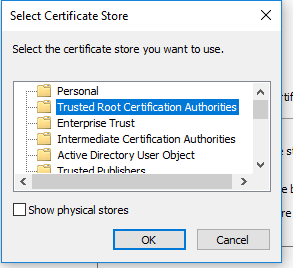 Select Certificate Store
Select the certificate store you want to use.
Personal
Trusted Root Certification Authorities
Enterprise Trust
Intermediate Certification Authorities
Active Directory User Object
Trusted Publishers
Show physical stores
OK
Cancel